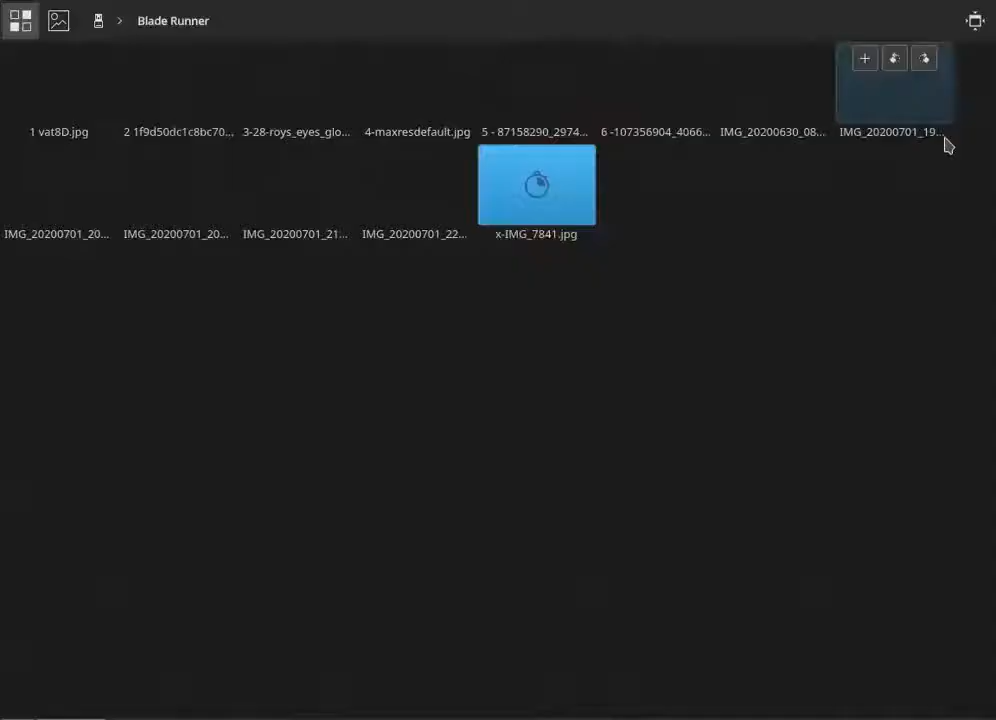 Blade Runner
1 vat8D.jpg 2 1f9d50dc1c8bc70... 3-28-roys_eyes_glo... 4-maxresdefault.jpg 5 - 87158290_2974... 6 -107356904_4066... IMG_20200630_08... IMG_20200701_19...
IMG_20200701_20... IMG_20200701_20... IMG_20200701_21... IMG_20200701_22... x-IMG_7841.jpg